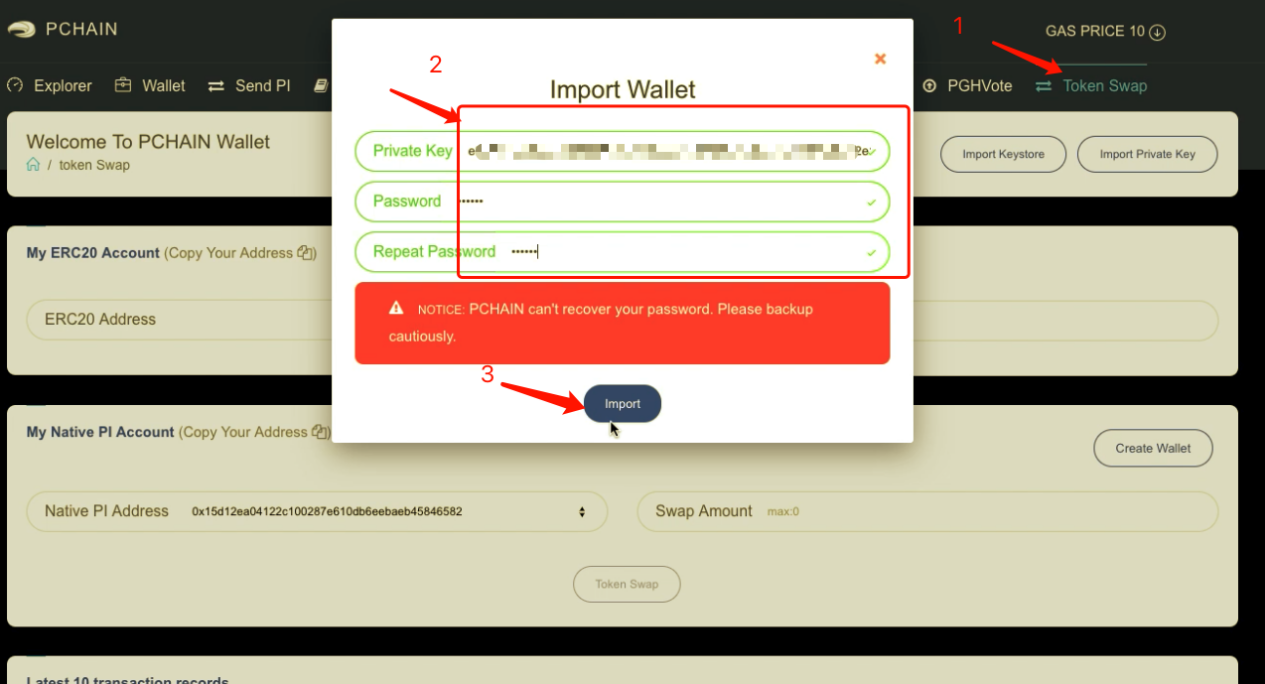 PCHAIN
1
GAS PRICE 10
Explorer Wallet Send PI PGHVote Token Swap
2
Import Wallet
Welcome To PCHAIN Wallet
/ token Swap
Import Keystore Import Private Key
Private Key
Password ••••••
Repeat Password ••••••
My ERC20 Account (Copy Your Address )
ERC20 Address
NOTICE: PCHAIN can't recover your password. Please backup
cautiously.
3
Import
My Native PI Account (Copy Your Address )
Create Wallet
Native PI Address 0x15d12ea04122c100287e610db6eebaeb45846582
Swap Amount max:0
Token Swap
Latest 10 transaction records